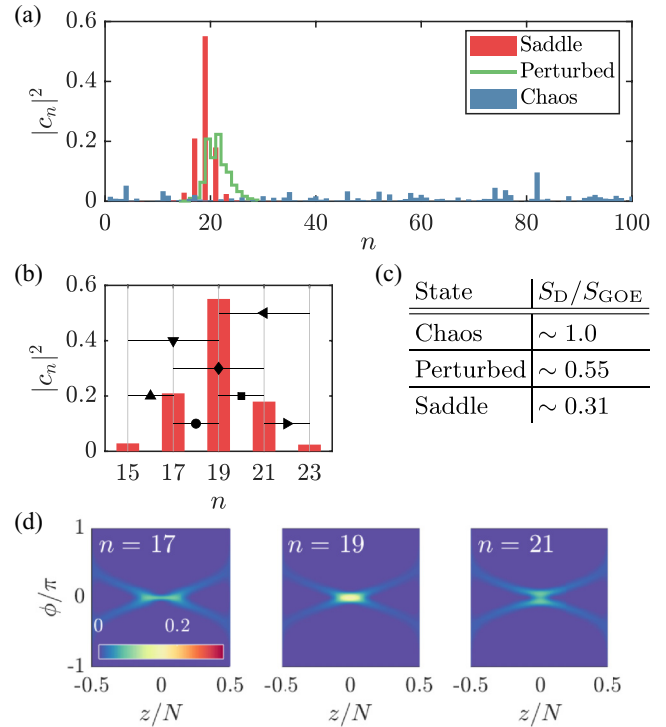 (a)
0.6
0.4
0.2
0
|c_n|^2
Saddle
Perturbed
Chaos
0 20 40 60 80 100
n
(b)
0.6
0.4
0.2
0
|c_n|^2
15 17 19 21 23
n
(c)
State S_D/S_GOE
Chaos ∼ 1.0
Perturbed ∼ 0.55
Saddle ∼ 0.31
(d)
1
0
-1
ϕ/π
n = 17
0 0.2
n = 19
n = 21
-0.5 0 0.5
z/N
-0.5 0 0.5
z/N
-0.5 0 0.5
z/N